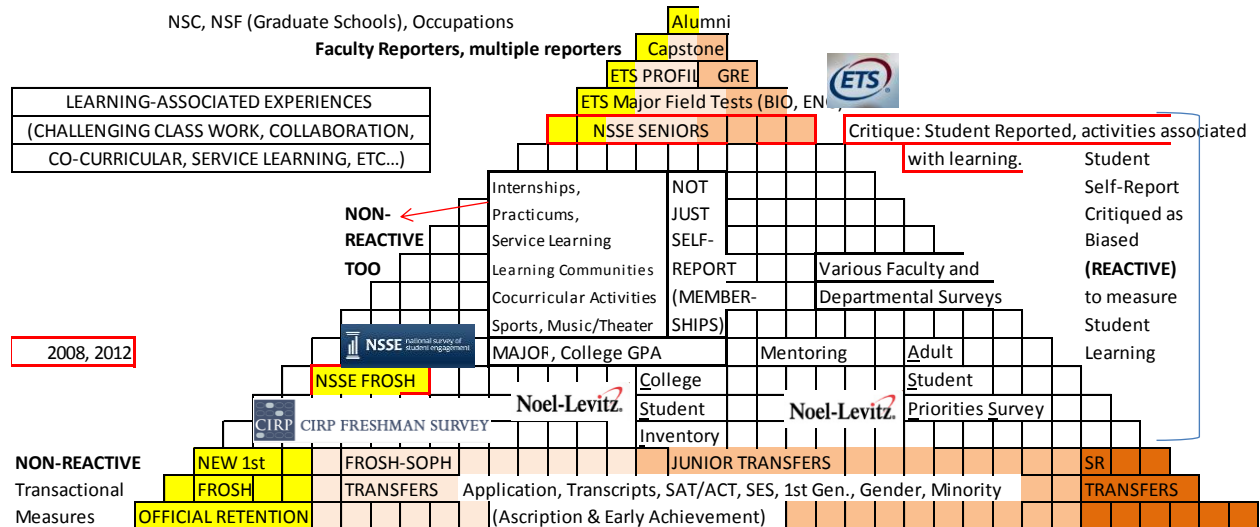 NSC, NSF (Graduate Schools), Occupations
Alumni
Faculty Reporters, multiple reporters
Capstone
ETS PROFIL
GRE
ETS
LEARNING-ASSOCIATED EXPERIENCES
(CHALLENGING CLASS WORK, COLLABORATION,
CO-CURRICULAR, SERVICE LEARNING, ETC...)
ETS Major Field Tests (BIO,
NSSE SENIORS
Critique: Student Reported, activities associated
with learning.
Student
Self-Report
Critiqued as
Biased
(REACTIVE)
to measure
Student
Learning
NON-
REACTIVE
TOO
Internships,
Practicums,
Service Learning
Learning Communities
Cocurricular Activities
Sports, Music/Theater
NOT
JUST
SELF-
REPORT
(MEMBER-
SHIPS)
Various Faculty and
Departmental Surveys
2008, 2012
NSSE national survey of
student engagement
MAJOR, College GPA
Mentoring
Adult
Student
Priorities Survey
NSSE FROSH
Noel-Levitz.
College
Student
Inventory
Noel-Levitz.
CIRP CIRP FRESHMAN SURVEY
NON-REACTIVE
Transactional
Measures
NEW 1st
FROSH
OFFICIAL RETENTION
FROSH-SOPH
TRANSFERS
JUNIOR TRANSFERS
SR
TRANSFERS
Application, Transcripts, SAT/ACT, SES, 1st Gen., Gender, Minority
(Ascription & Early Achievement)